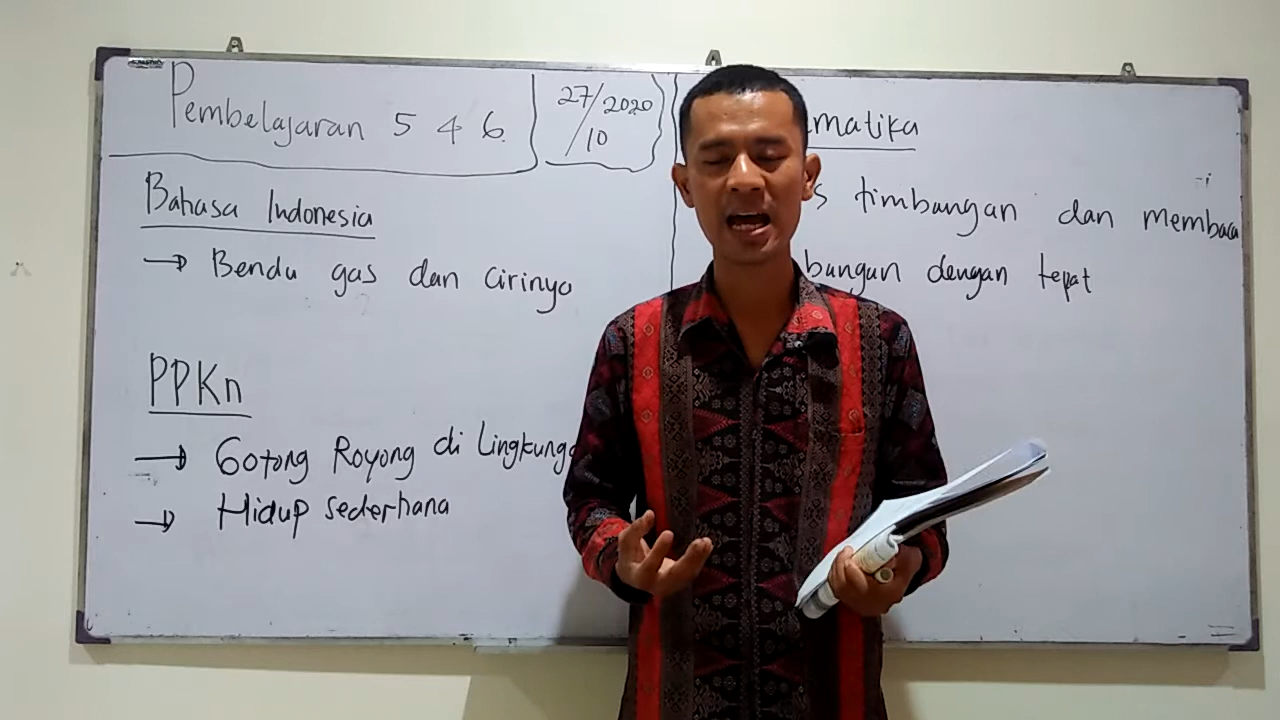 Pembelajaran 5 4 6
27/10/2020
Bahasa Indonesia
→ Benda gas dan cirinya
PPKn
→ Gotong Royong di Lingkunga
→ Hidup sederhana
matika
s timbangan dan membaca
bangan dengan tepat